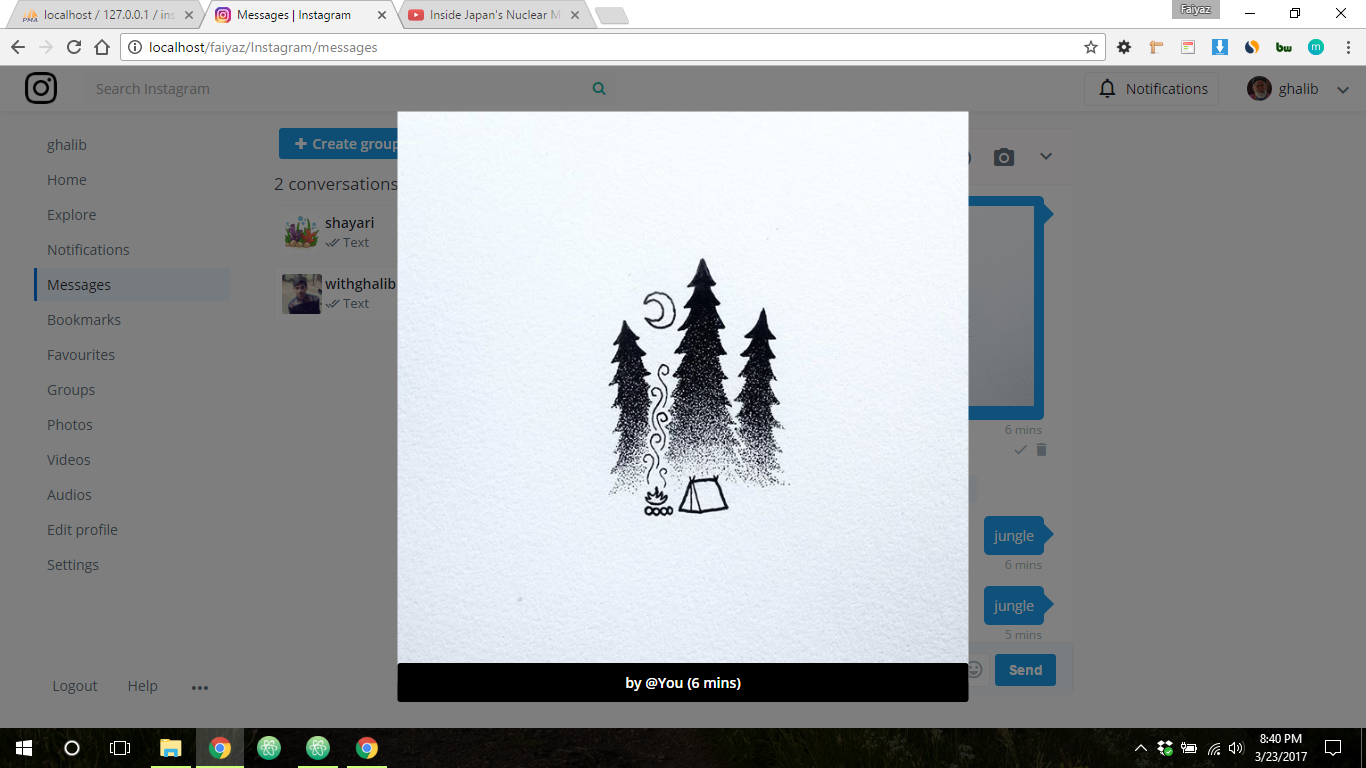 PMA localhost / 127.0.0.1 / ins
Messages | Instagram
Inside Japan's Nuclear M
Faiyaz
localhost/faiyaz/Instagram/messages
bw
m
Search Instagram
Notifications
ghalib
ghalib
Home
Explore
Notifications
Messages
Bookmarks
Favourites
Groups
Photos
Videos
Audios
Edit profile
Settings
Logout
Help
Create group
2 conversations
shayari
Text
withghalib
Text
6 mins
jungle
6 mins
jungle
5 mins
Send
by @You (6 mins)
8:40 PM
3/23/2017